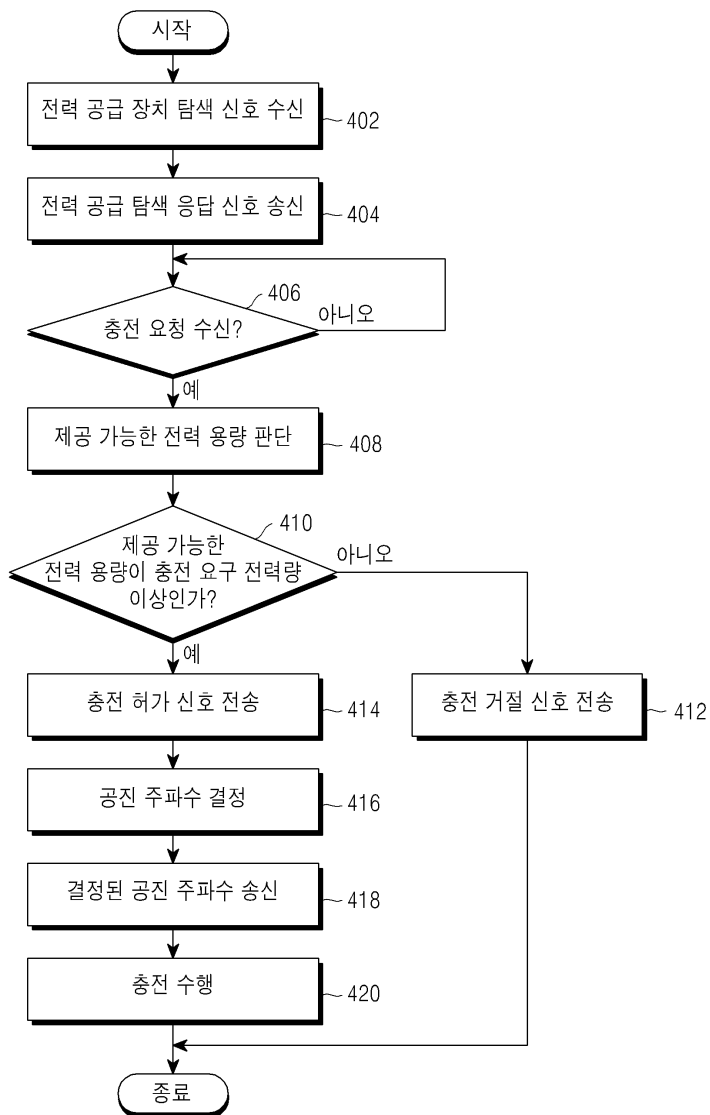 시작
전력 공급 장치 탐색 신호 수신
402
전력 공급 탐색 응답 신호 송신
404
406
충전 요청 수신?
아니오
예
제공 가능한 전력 용량 판단
408
410
제공 가능한
전력 용량이 충전 요구 전력량
이상인가?
아니오
예
충전 허가 신호 전송
414
충전 거절 신호 전송
412
공진 주파수 결정
416
결정된 공진 주파수 송신
418
충전 수행
420
종료